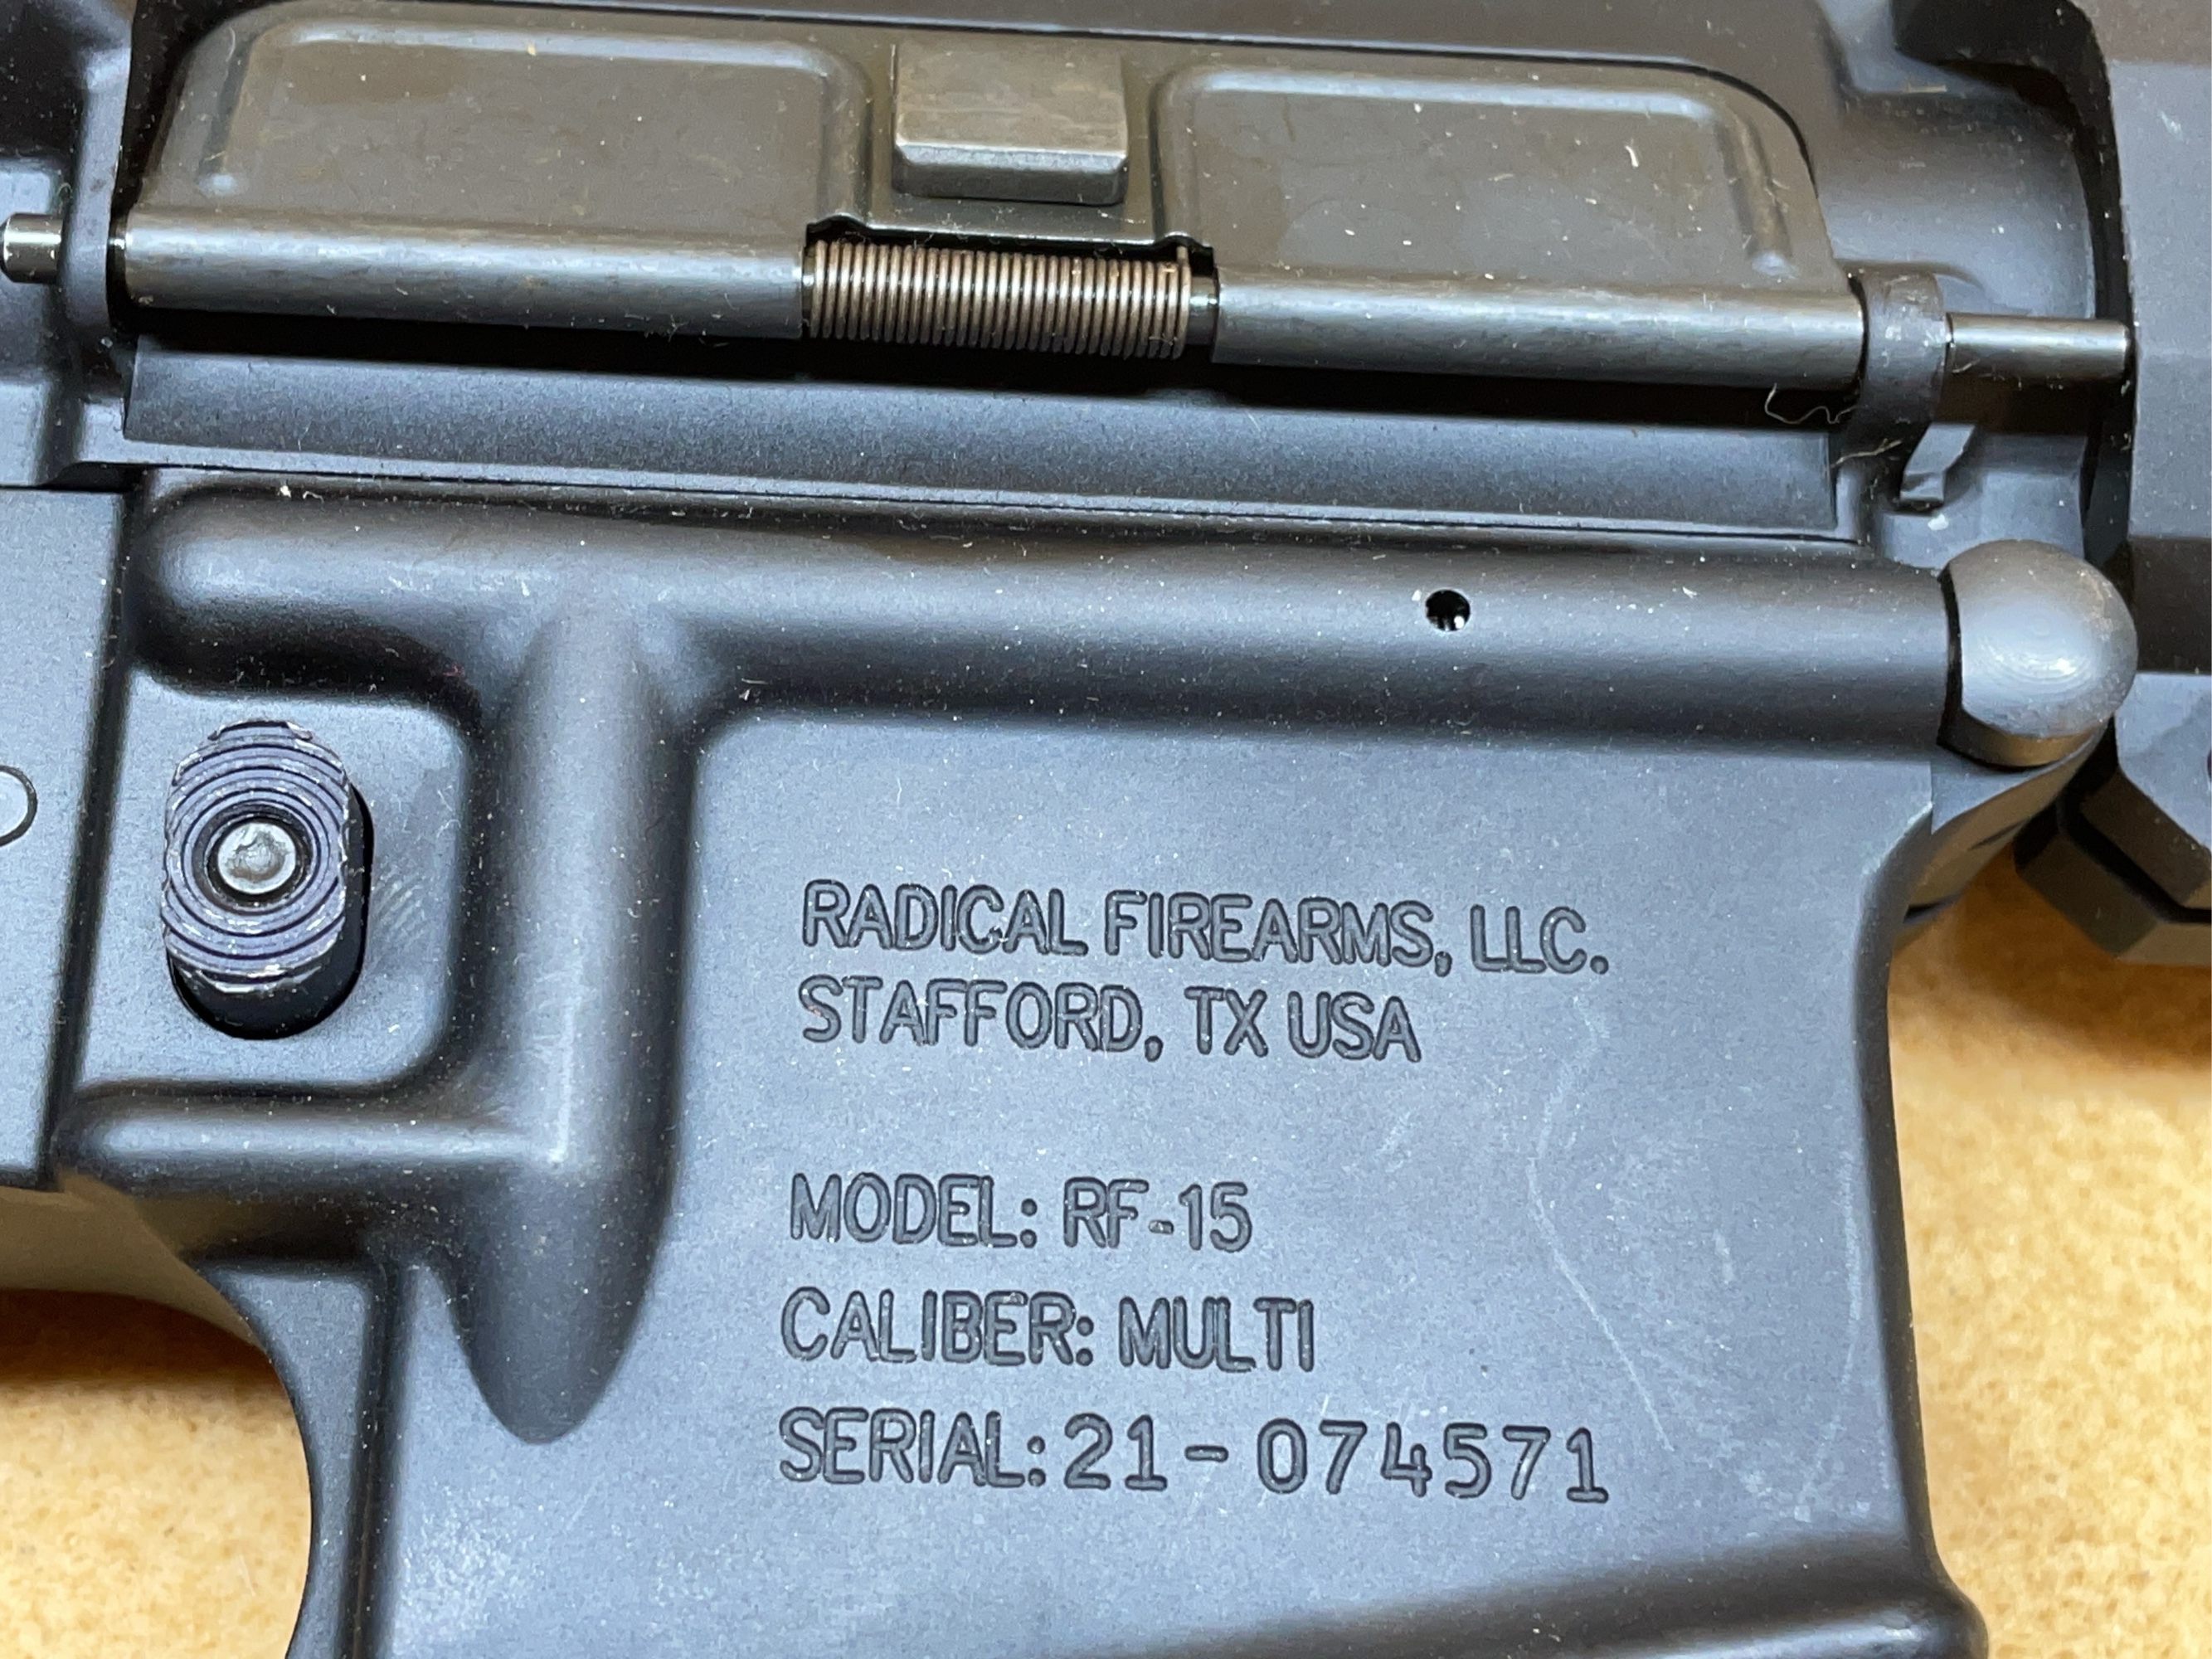 RADICAL FIREARMS, LLC.
STAFFORD, TX USA
MODEL: RF-15
CALIBER: MULTI
SERIAL: 21-074571